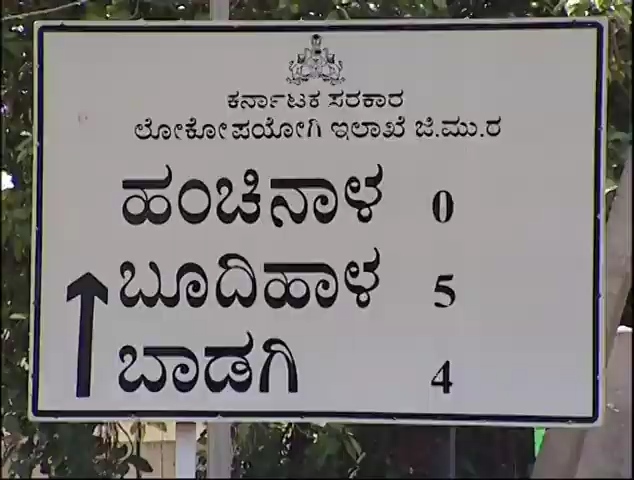 ಕರ್ನಾಟಕ ಸರಕಾರ
ಲೋಕೋಪಯೋಗಿ ಇಲಾಖೆ ಜಿ.ಮು.ರ
ಹಂಚಿನಾಳ 0
ಬೂದಿಹಾಳ 5
ಬಾಡಗಿ 4